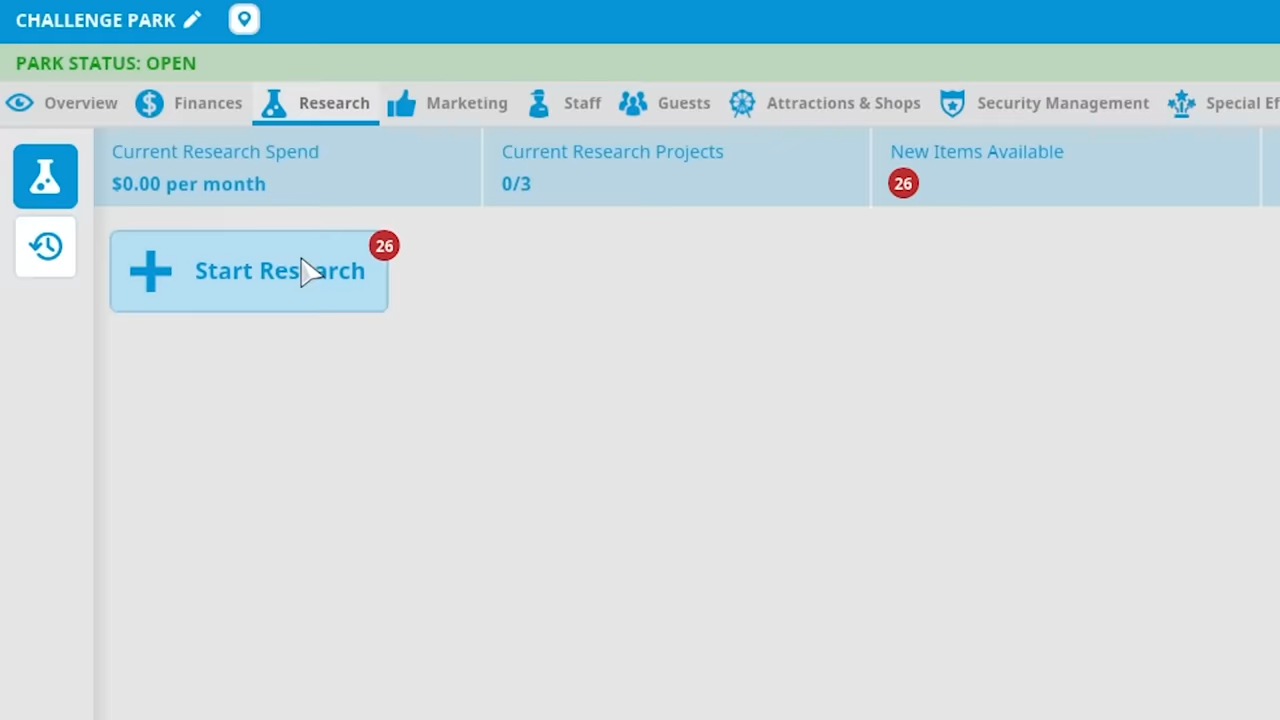 CHALLENGE PARK
PARK STATUS: OPEN
Overview Finances Research Marketing Staff Guests Attractions & Shops Security Management Special Ef
Current Research Spend Current Research Projects New Items Available
$0.00 per month 0/3 26
26
Start Research